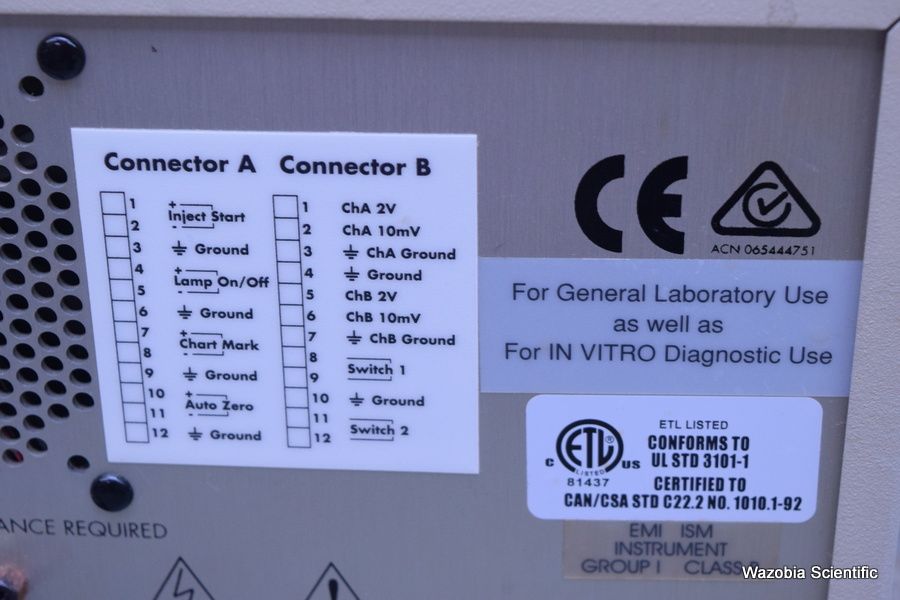 Connector A
1
+
Inject Start
2
-
3
Ground
4
+
Lamp On/Off
5
-
6
Ground
7
+
Chart Mark
8
-
9
Ground
10
+
Auto Zero
11
-
12
Ground
Connector B
1 ChA 2V
2 ChA 10mV
3 ChA Ground
4 Ground
5 ChB 2V
6 ChB 10mV
7 ChB Ground
8
Switch 1
9
10 Ground
11
Switch 2
12
CE
ACN 065444751
For General Laboratory Use
as well as
For IN VITRO Diagnostic Use
ETL LISTED
CONFORMS TO
UL STD 3101-1
CERTIFIED TO
CAN/CSA STD C22.2 NO. 1010.1-92
C ETL US
LISTED
81437
EMI ISM
INSTRUMENT
GROUP I CLASS
REQUIRED
Wazobia Scientific